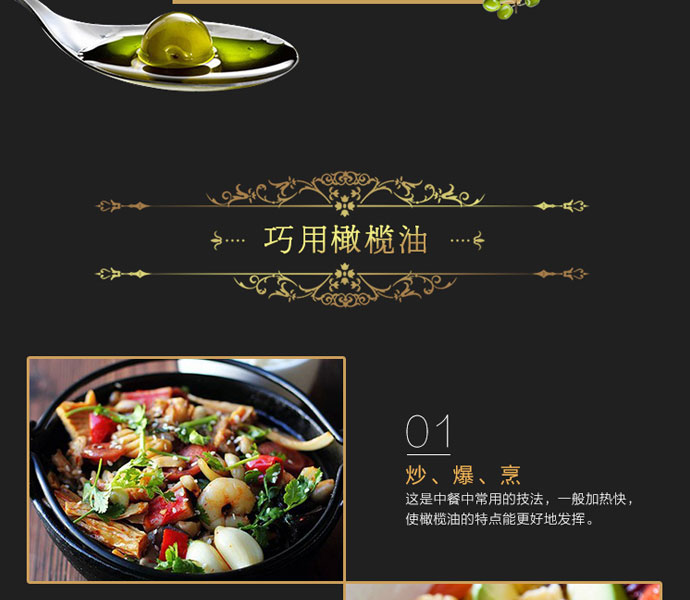 巧用橄榄油
01
炒、爆、烹
这是中餐中常用的技法，一般加热快，
使橄榄油的特点能更好地发挥。